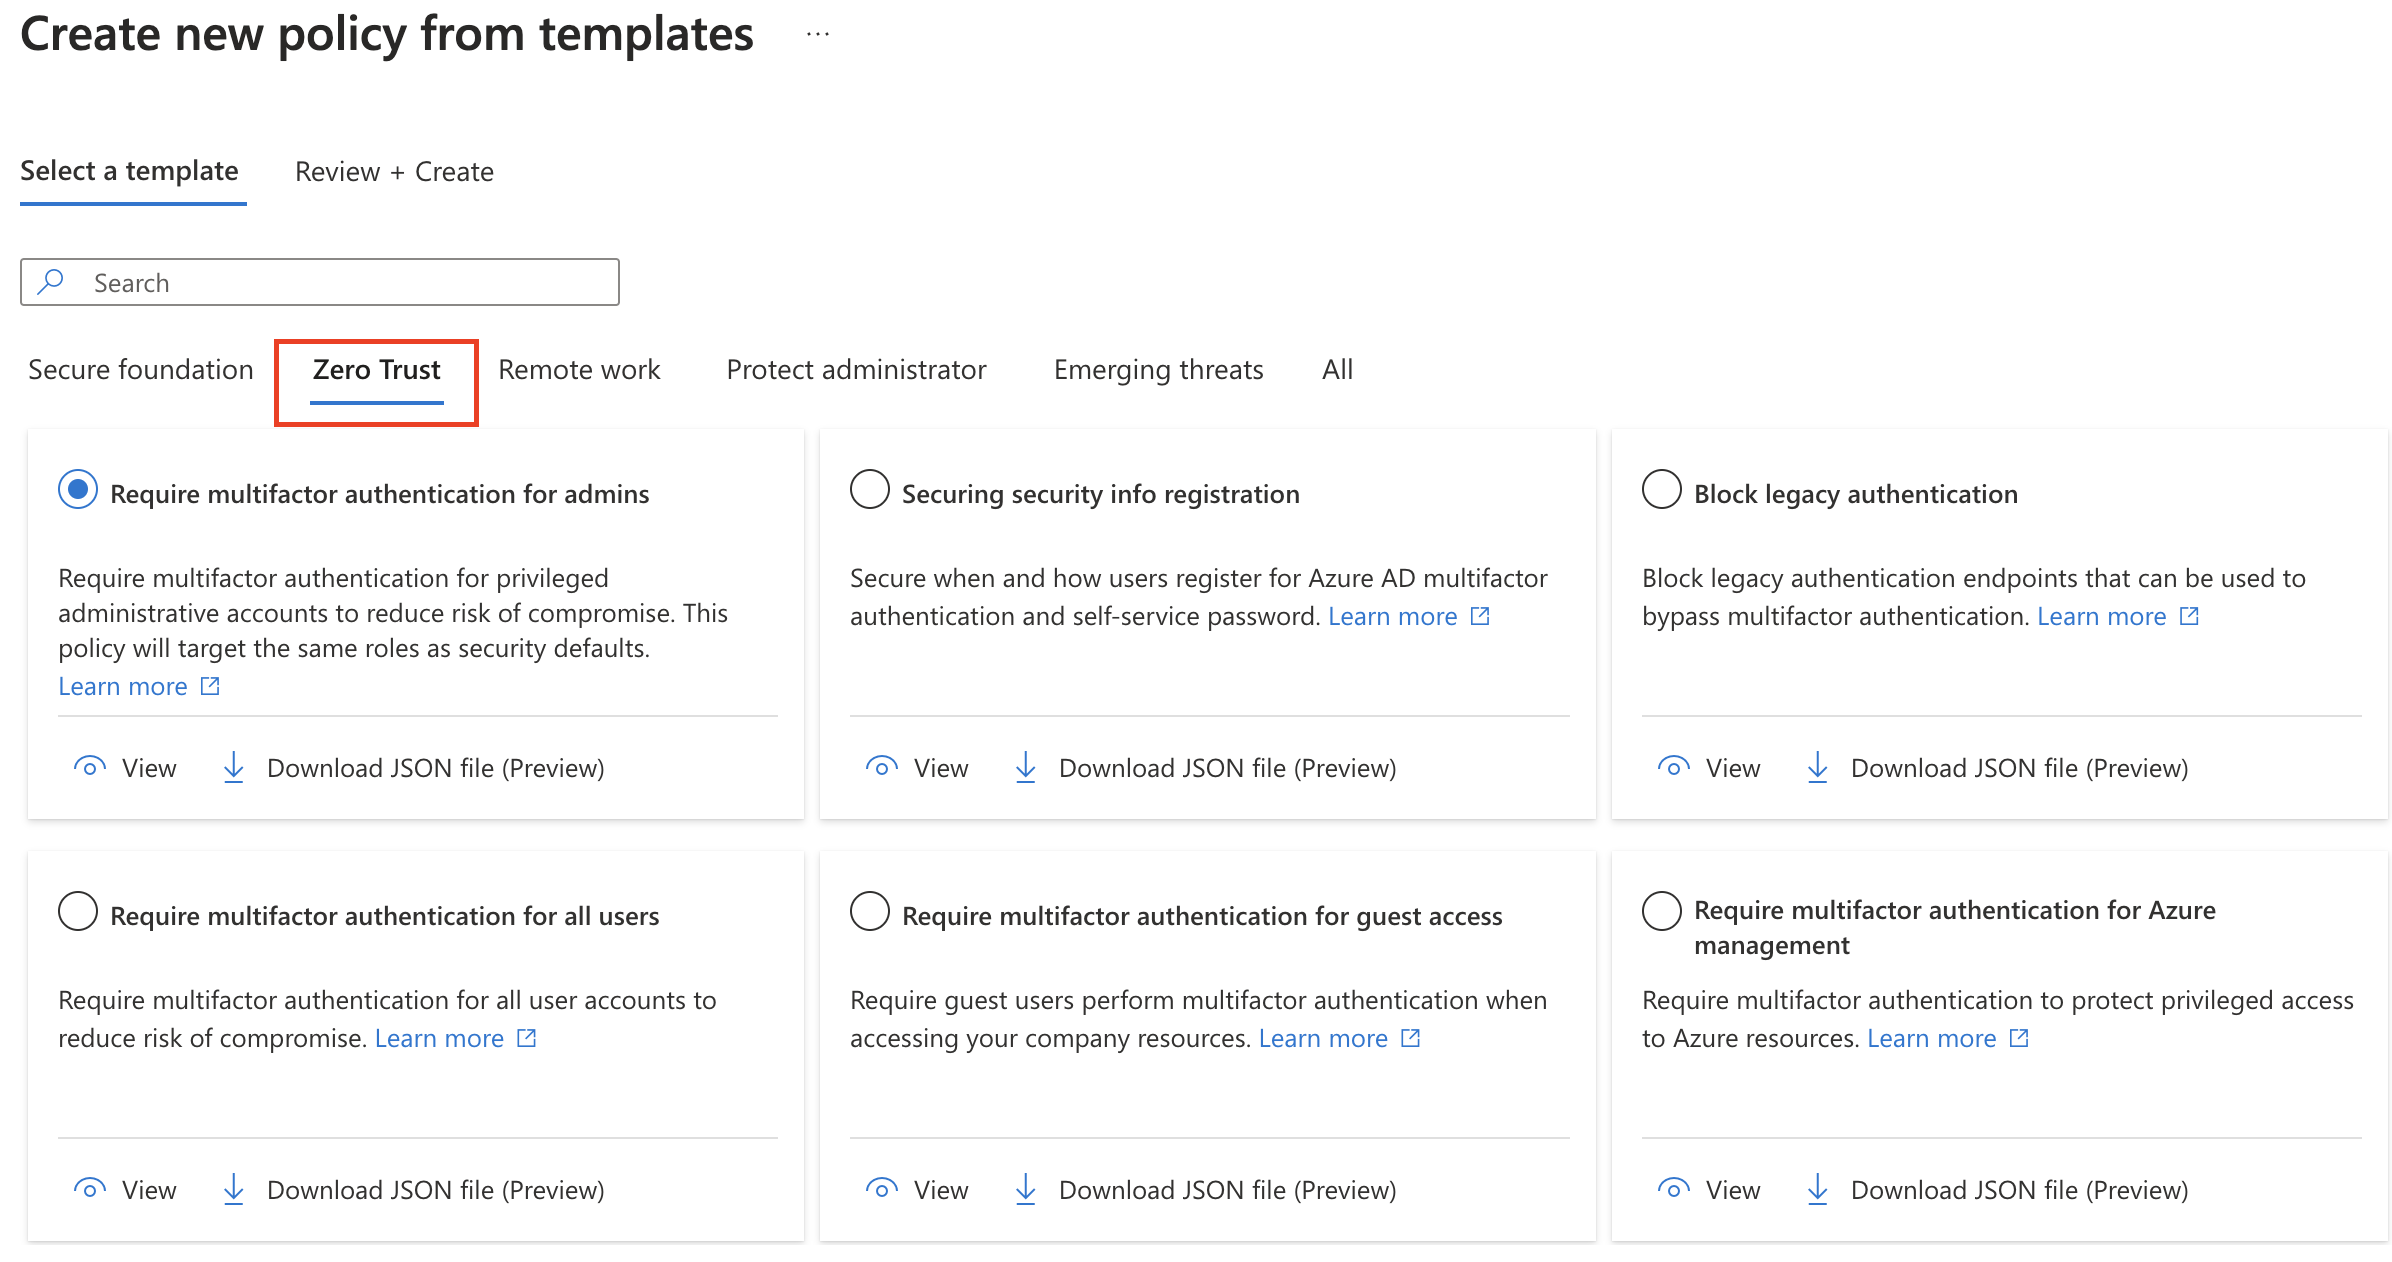 Create new policy from templates ...
Select a template Review + Create
Search
Secure foundation Zero Trust Remote work Protect administrator Emerging threats All
Require multifactor authentication for admins
Require multifactor authentication for privileged
administrative accounts to reduce risk of compromise. This
policy will target the same roles as security defaults.
Learn more
View Download JSON file (Preview)
Securing security info registration
Secure when and how users register for Azure AD multifactor
authentication and self-service password. Learn more
View Download JSON file (Preview)
Block legacy authentication
Block legacy authentication endpoints that can be used to
bypass multifactor authentication. Learn more
View Download JSON file (Preview)
Require multifactor authentication for all users
Require multifactor authentication for all user accounts to
reduce risk of compromise. Learn more
View Download JSON file (Preview)
Require multifactor authentication for guest access
Require guest users perform multifactor authentication when
accessing your company resources. Learn more
View Download JSON file (Preview)
Require multifactor authentication for Azure
management
Require multifactor authentication to protect privileged access
to Azure resources. Learn more
View Download JSON file (Preview)